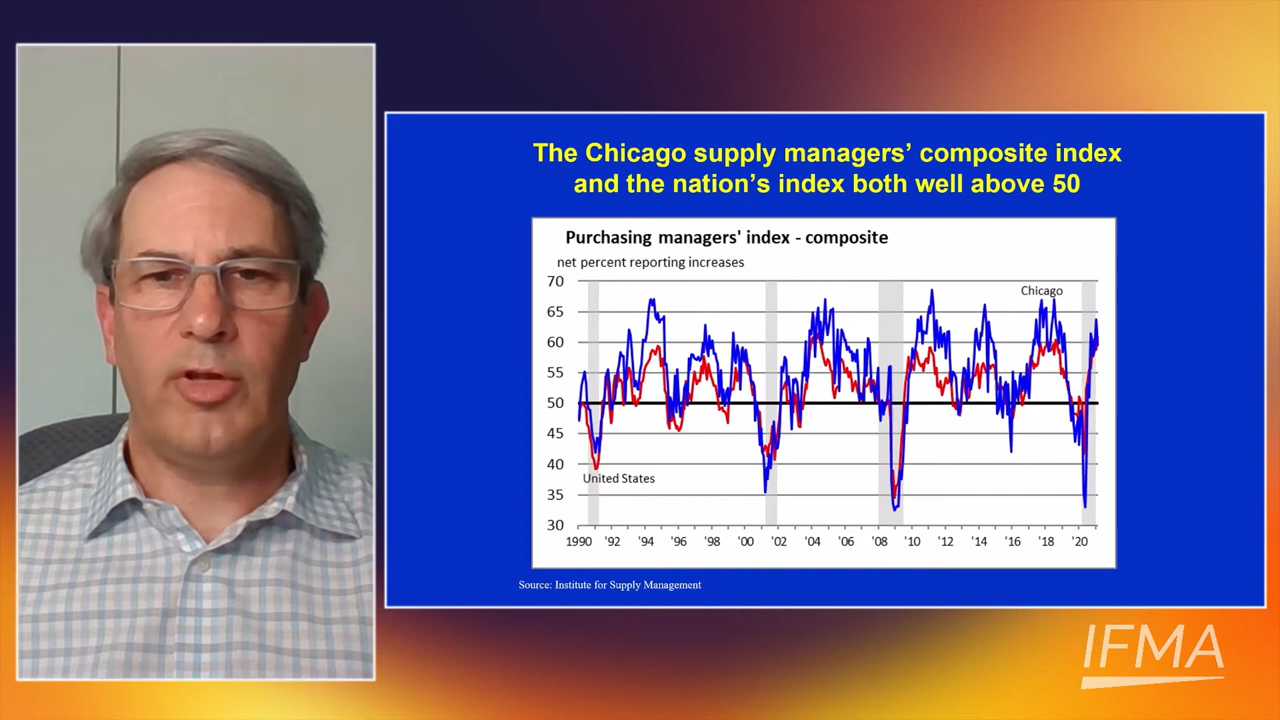 The Chicago supply managers’ composite index
and the nation’s index both well above 50
Purchasing managers' index - composite
net percent reporting increases
70
65
60
55
50
45
40
35
30
Chicago
United States
1990 '92 '94 '96 '98 '00 '02 '04 '06 '08 '10 '12 '14 '16 '18 '20
Source: Institute for Supply Management
IFMA